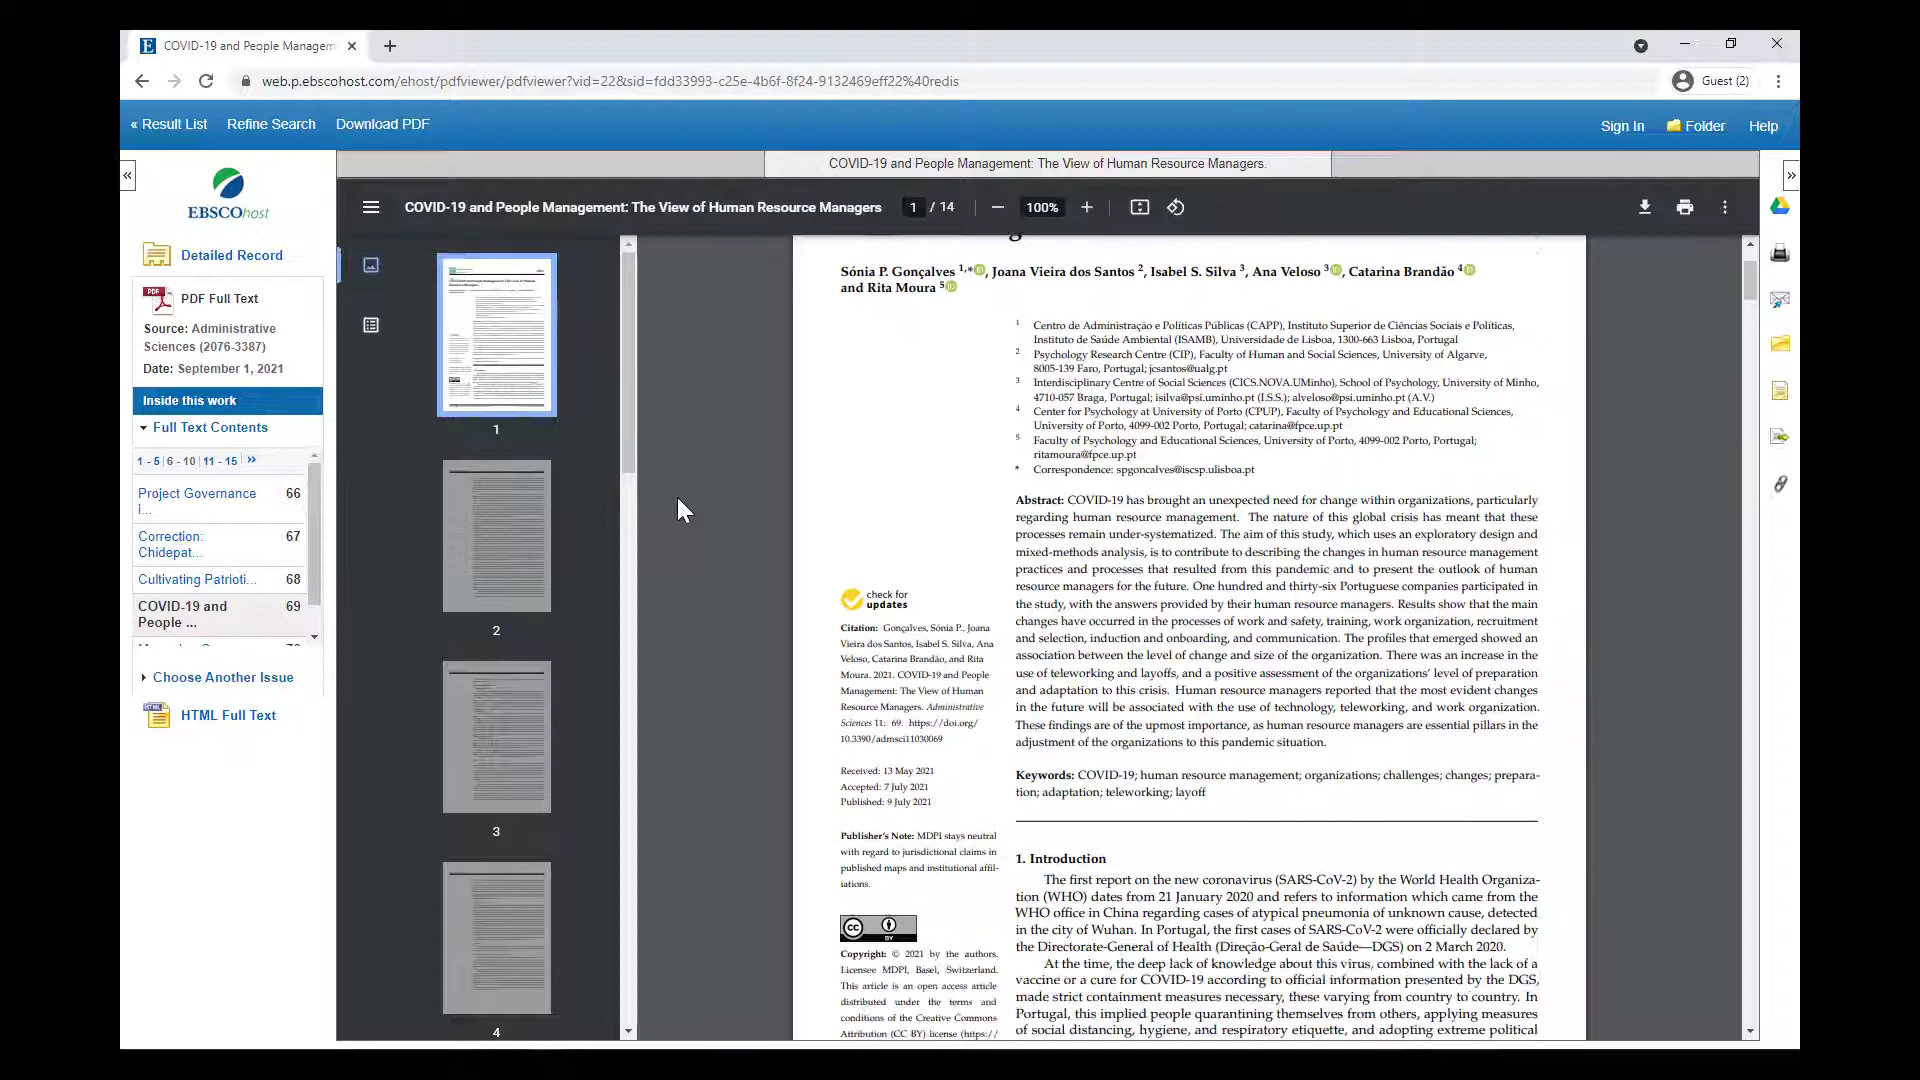 COVID-19 and People Managem
web.p.ebscohost.com/ehost/pdfviewer/pdfviewer?vid=22&sid=fdd33993-c25e-4b6f-8f24-9132469eff22%40redis
Guest (2)
« Result List Refine Search Download PDF
Sign In Folder Help
COVID-19 and People Management: The View of Human Resource Managers.
EBSCOhost
Detailed Record
PDF
PDF Full Text
Source: Administrative
Sciences (2076-3387)
Date: September 1, 2021
Inside this work
Full Text Contents
1 - 5 | 6 - 10 | 11 - 15 »
Project Governance 66
i...
Correction: 67
Chidepat...
Cultivating Patrioti... 68
COVID-19 and 69
People ...
Choose Another Issue
HTML Full Text
COVID-19 and People Management: The View of Human Resource Managers
1 / 14
100%
1
2
3
4
Sónia P. Gonçalves 1,*, Joana Vieira dos Santos 2, Isabel S. Silva 3, Ana Veloso 3, Catarina Brandão 4
and Rita Moura 5
1 Centro de Administração e Políticas Públicas (CAPP), Instituto Superior de Ciências Sociais e Políticas,
Instituto de Saúde Ambiental (ISAMB), Universidade de Lisboa, 1300-663 Lisboa, Portugal
2 Psychology Research Centre (CIP), Faculty of Human and Social Sciences, University of Algarve,
8005-139 Faro, Portugal; jcsantos@ualg.pt
3 Interdisciplinary Centre of Social Sciences (CICS.NOVA.UMinho), School of Psychology, University of Minho,
4710-057 Braga, Portugal; isilva@psi.uminho.pt (I.S.S.); alveloso@psi.uminho.pt (A.V.)
4 Center for Psychology at University of Porto (CPUP), Faculty of Psychology and Educational Sciences,
University of Porto, 4099-002 Porto, Portugal; catarina@fpce.up.pt
5 Faculty of Psychology and Educational Sciences, University of Porto, 4099-002 Porto, Portugal;
ritamoura@fpce.up.pt
* Correspondence: spgoncalves@iscsp.ulisboa.pt
Abstract: COVID-19 has brought an unexpected need for change within organizations, particularly
regarding human resource management. The nature of this global crisis has meant that these
processes remain under-systematized. The aim of this study, which uses an exploratory design and
mixed-methods analysis, is to contribute to describing the changes in human resource management
practices and processes that resulted from this pandemic and to present the outlook of human
resource managers for the future. One hundred and thirty-six Portuguese companies participated in
the study, with the answers provided by their human resource managers. Results show that the main
changes have occurred in the processes of work and safety, training, work organization, recruitment
and selection, induction and onboarding, and communication. The profiles that emerged showed an
association between the level of change and size of the organization. There was an increase in the
use of teleworking and layoffs, and a positive assessment of the organizations' level of preparation
and adaptation to this crisis. Human resource managers reported that the most evident changes
in the future will be associated with the use of technology, teleworking, and work organization.
These findings are of the upmost importance, as human resource managers are essential pillars in the
adjustment of the organizations to this pandemic situation.
Keywords: COVID-19; human resource management; organizations; challenges; changes; prepara-
tion; adaptation; teleworking; layoff
check for
updates
Citation: Gonçalves, Sónia P., Joana
Vieira dos Santos, Isabel S. Silva, Ana
Veloso, Catarina Brandão, and Rita
Moura. 2021. COVID-19 and People
Management: The View of Human
Resource Managers. Administrative
Sciences 11: 69. https://doi.org/
10.3390/admsci11030069
Received: 13 May 2021
Accepted: 7 July 2021
Published: 9 July 2021
Publisher's Note: MDPI stays neutral
with regard to jurisdictional claims in
published maps and institutional affil-
iations.
CC BY
Copyright: © 2021 by the authors.
Licensee MDPI, Basel, Switzerland.
This article is an open access article
distributed under the terms and
conditions of the Creative Commons
Attribution (CC BY) license (https://
1. Introduction
The first report on the new coronavirus (SARS-CoV-2) by the World Health Organiza-
tion (WHO) dates from 21 January 2020 and refers to information which came from the
WHO office in China regarding cases of atypical pneumonia of unknown cause, detected
in the city of Wuhan. In Portugal, the first cases of SARS-CoV-2 were officially declared by
the Directorate-General of Health (Direção-Geral de Saúde—DGS) on 2 March 2020.
At the time, the deep lack of knowledge about this virus, combined with the lack of a
vaccine or a cure for COVID-19 according to official information presented by the DGS,
made strict containment measures necessary, these varying from country to country. In
Portugal, this implied people quarantining themselves from others, applying measures
of social distancing, hygiene, and respiratory etiquette, and adopting extreme political